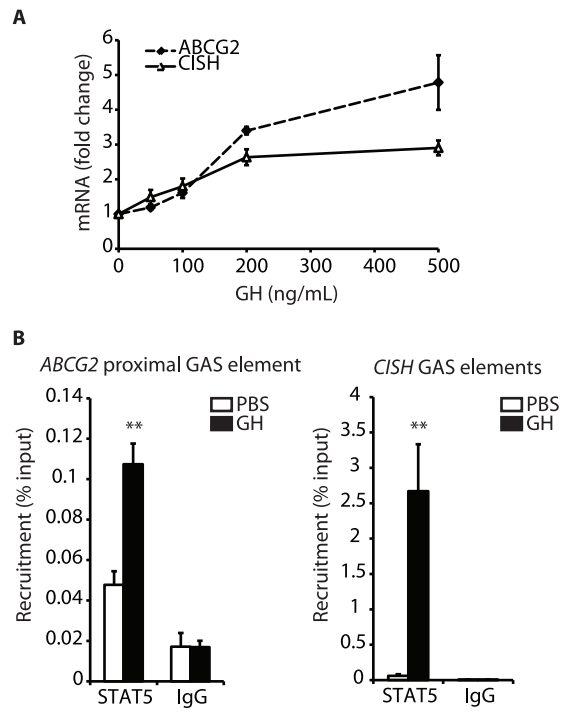 A
ABCG2
CISH
6
5
4
3
2
1
0
mRNA (fold change)
0 100 200 300 400 500
GH (ng/mL)
B
ABCG2 proximal GAS element
PBS
GH
0.14
0.12
0.1
0.08
0.06
0.04
0.02
0
Recruitment (% input)
**
STAT5 IgG
CISH GAS elements
PBS
GH
4
3.5
3
2.5
2
1.5
1
0.5
0
Recruitment (% input)
**
STAT5 IgG